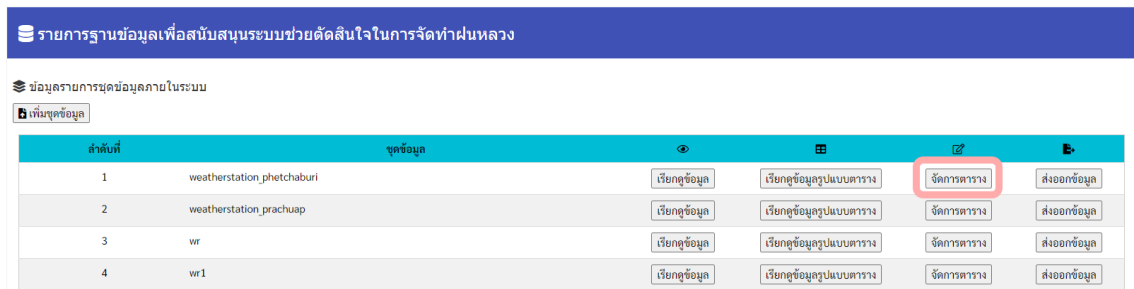 รายการฐานข้อมูลเพื่อสนับสนุนระบบช่วยตัดสินใจในการจัดทำฝนหลวง
ข้อมูลรายการชุดข้อมูลภายในระบบ
เพิ่มชุดข้อมูล
ลำดับที่ ชุดข้อมูล
1 weatherstation_phetchaburi เรียกดูข้อมูล เรียกดูข้อมูลรูปแบบตาราง จัดการตาราง ส่งออกข้อมูล
2 weatherstation_prachuap เรียกดูข้อมูล เรียกดูข้อมูลรูปแบบตาราง จัดการตาราง ส่งออกข้อมูล
3 wr เรียกดูข้อมูล เรียกดูข้อมูลรูปแบบตาราง จัดการตาราง ส่งออกข้อมูล
4 wr1 เรียกดูข้อมูล เรียกดูข้อมูลรูปแบบตาราง จัดการตาราง ส่งออกข้อมูล